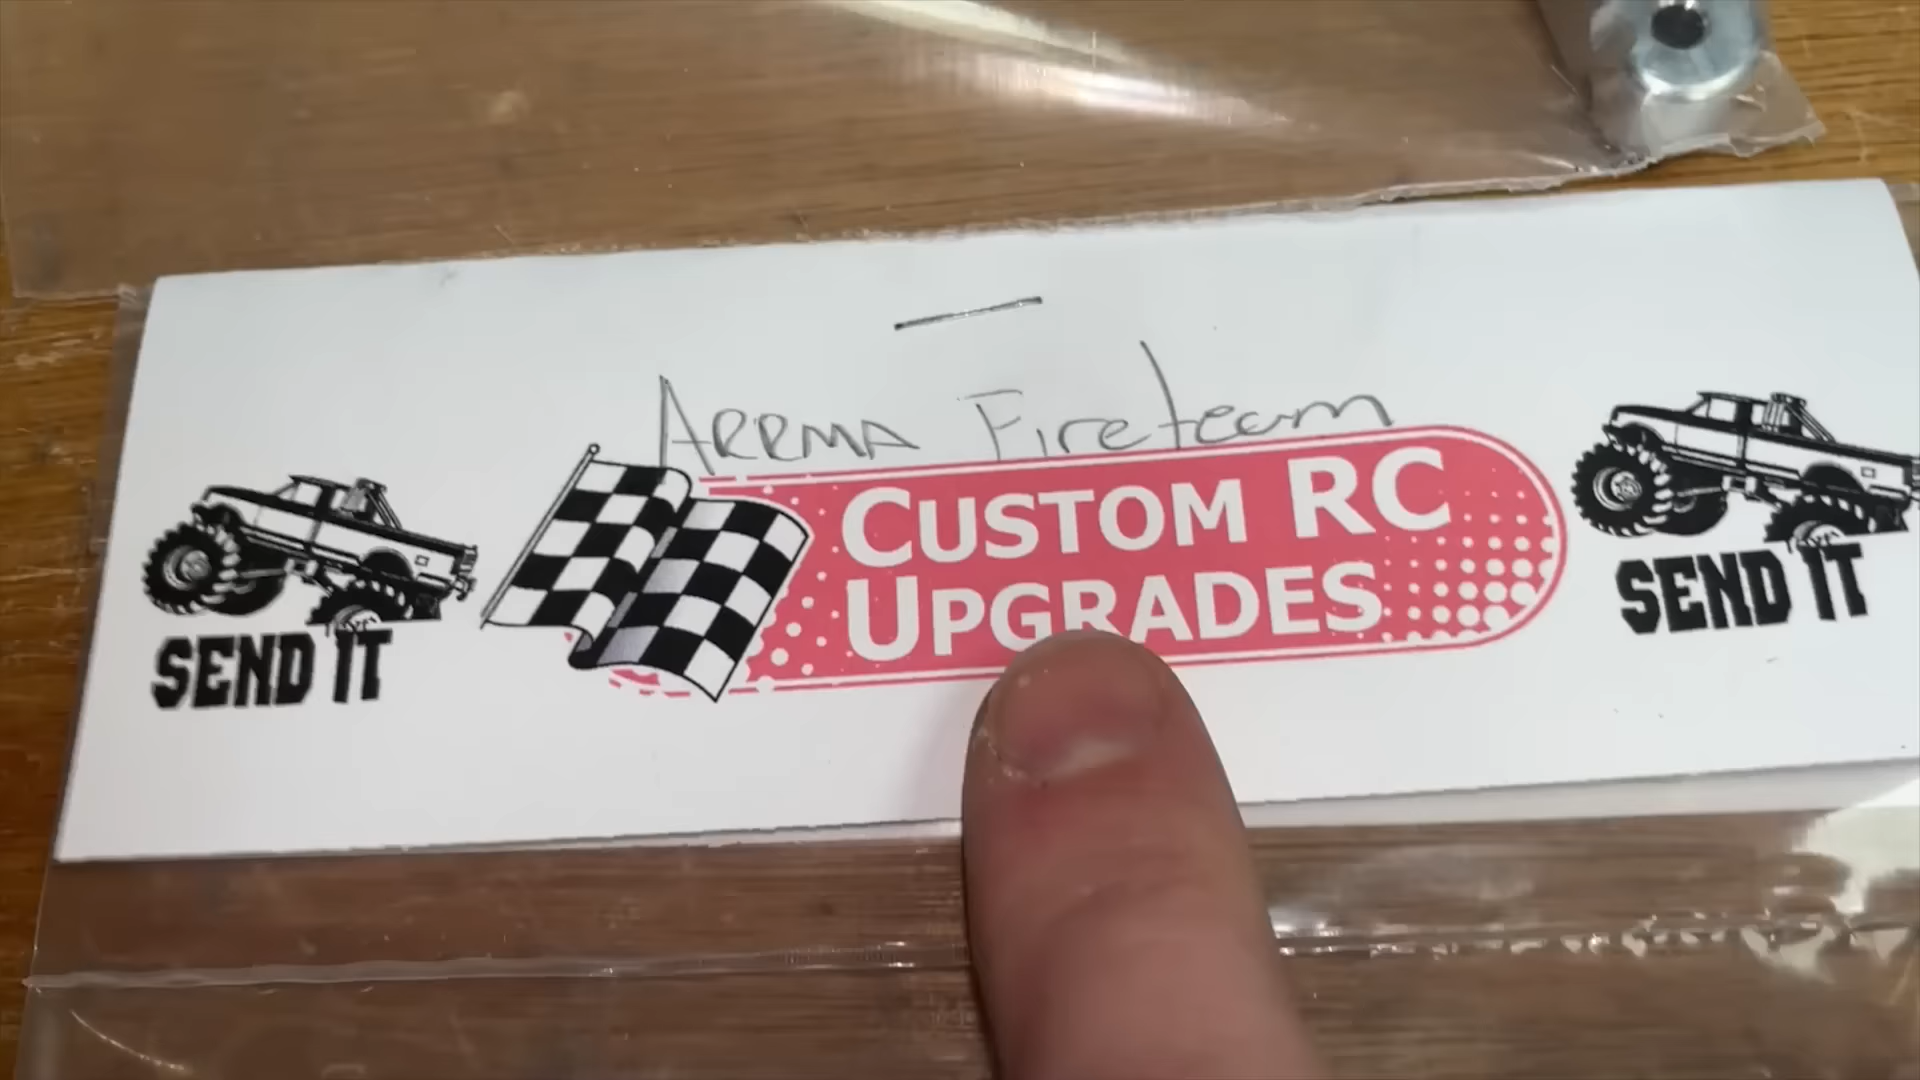 ARRMA Fireteam
CUSTOM RC
UPGRADES
SEND IT
SEND IT